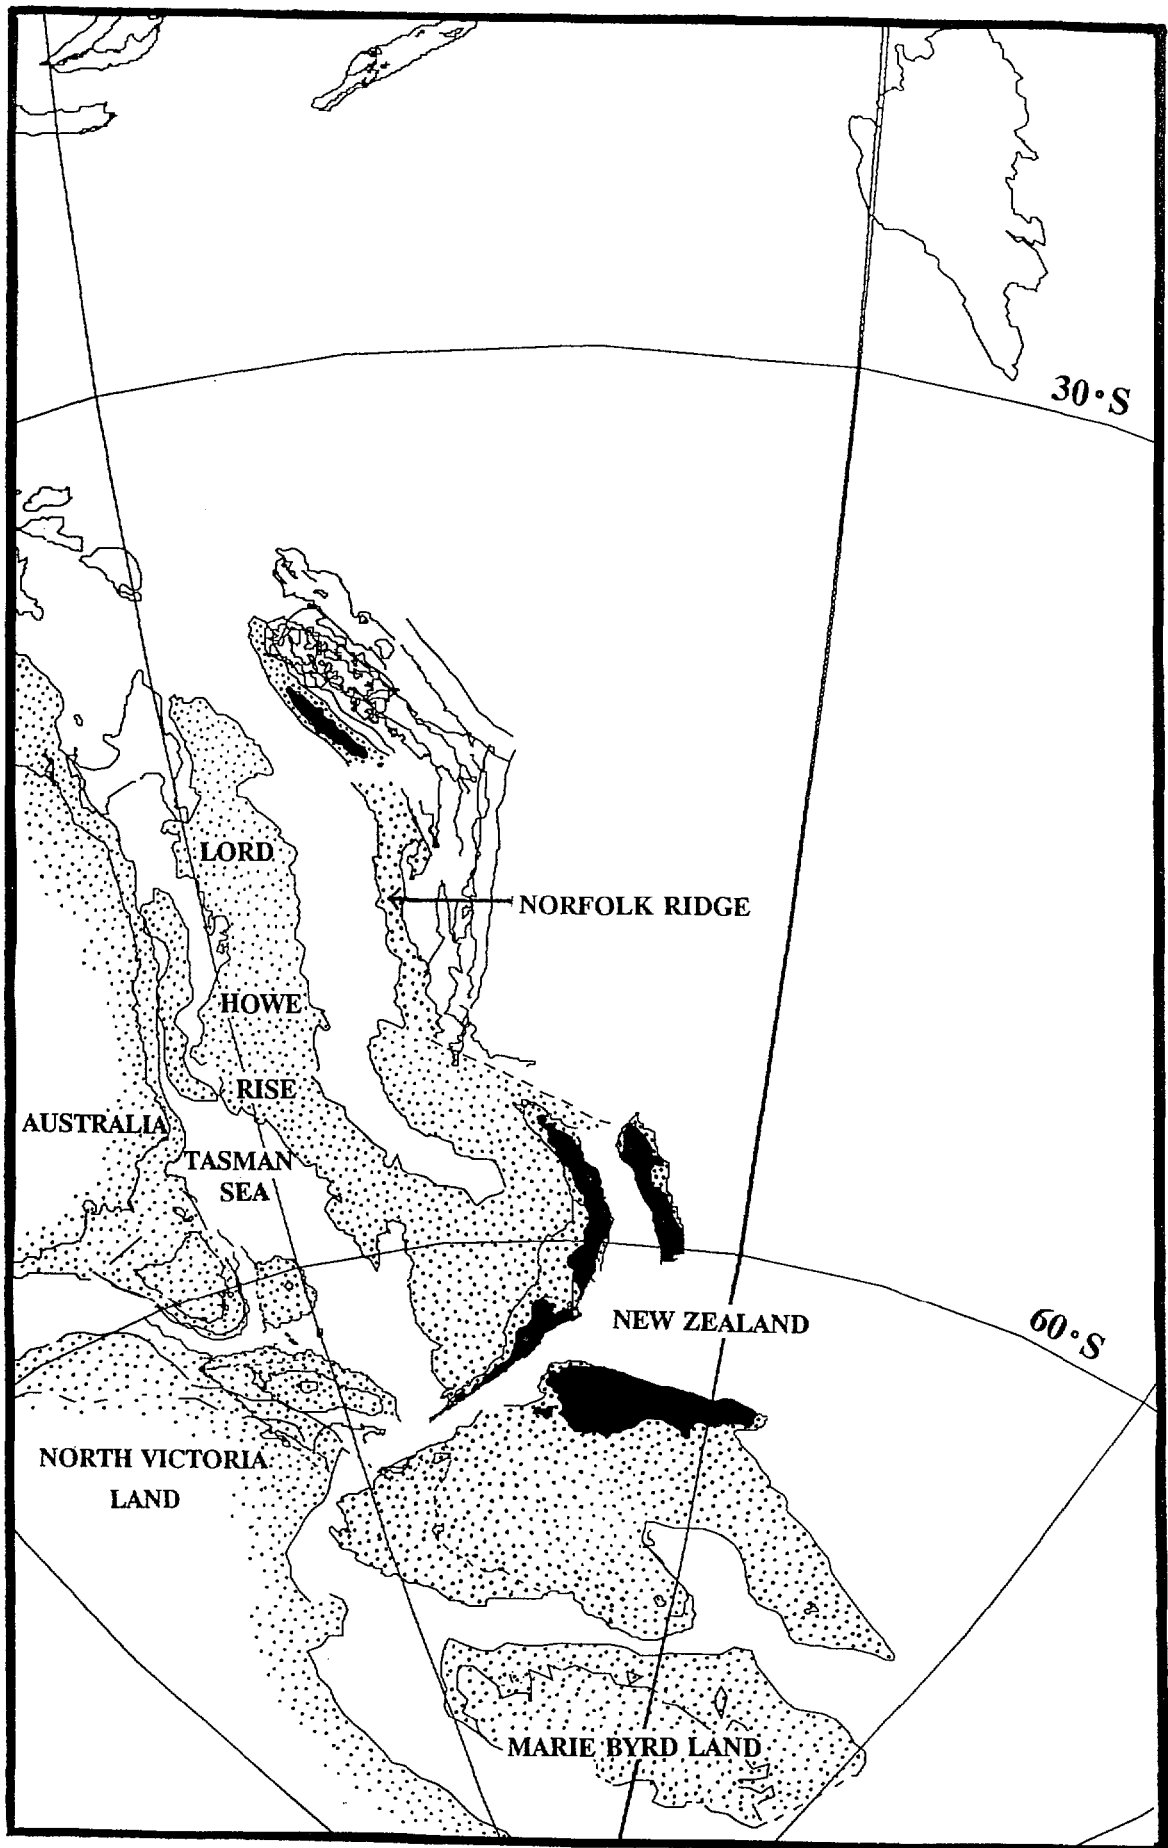 30•S
LORD
NORFOLK RIDGE
HOWE
RISE
AUSTRALIA
TASMAN
SEA
NEW ZEALAND
60•S
NORTH VICTORIA
LAND
MARIE BYRD LAND